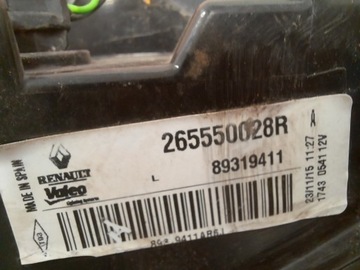 265550028R
A
RENAULT
Valeo
L
89319411
MADE IN SPAIN
23/11/15 11:27
1743 0541 12V
A